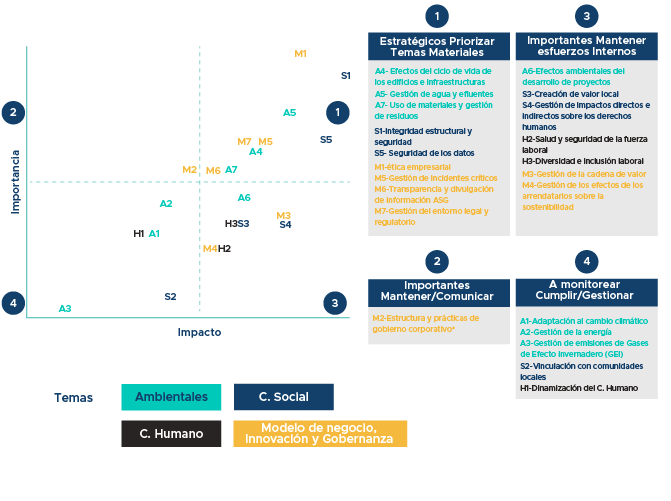 M1
S1
A5
2
1
S5
M7
M5
A4
M2
M6
A7
A6
A2
M3
H3
S3
S4
H1
A1
M4
H2
S2
4
A3
3
Importancia
Impacto
1
Estratégicos Priorizar
Temas Materiales
A4- Efectos del ciclo de vida de
los edificios e infraestructuras
A5- Gestión de agua y efluentes
A7- Uso de materiales y gestión
de residuos
S1-Integridad estructural y
seguridad
S5- Seguridad de los datos
M1-ética empresarial
M5-Gestión de incidentes críticos
M6-Transparencia y divulgación
de información ASG
M7-Gestión del entorno legal y
regulatorio
3
Importantes Mantener
esfuerzos Internos
A6-Efectos ambientales del
desarrollo de proyectos
S3-Creación de valor local
S4-Gestión de impactos directos e
indirectos sobre los derechos
humanos
H2-Salud y seguridad de la fuerza
laboral
H3-Diversidad e inclusión laboral
M3-Gestión de la cadena de valor
M4-Gestión de los efectos de los
arrendatarios sobre la
sostenibilidad
2
Importantes
Mantener/Comunicar
M2-Estructura y prácticas de
gobierno corporativo*
4
A monitorear
Cumplir/Gestionar
A1-Adaptación al cambio climático
A2-Gestión de la energía
A3-Gestión de emisiones de Gases
de Efecto Invernadero (GEI)
S2-Vinculación con comunidades
locales
H1-Dinamización del C. Humano
Temas
Ambientales
C. Social
C. Humano
Modelo de negocio,
Innovación y Gobernanza